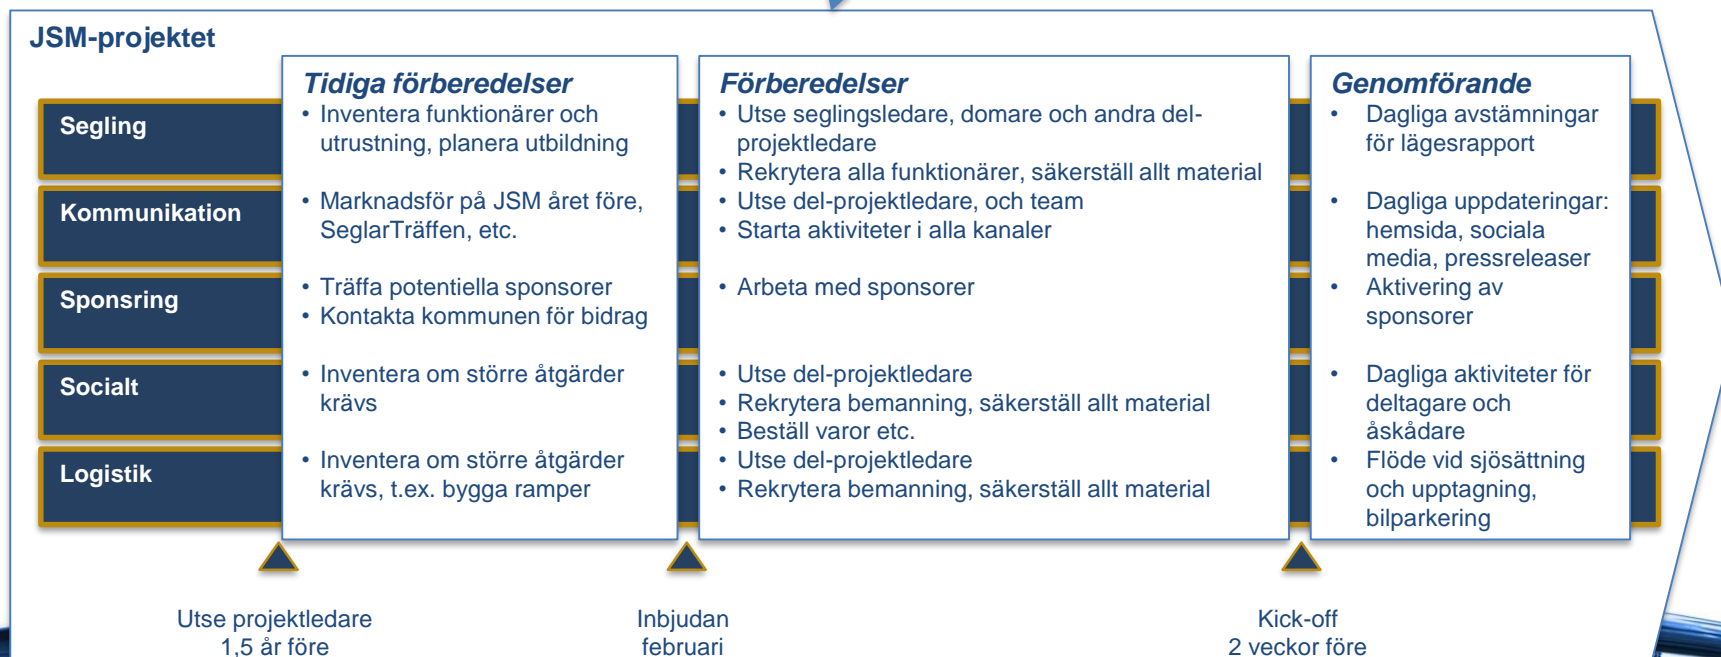 JSM-projektet
Segling
Kommunikation
Sponsring
Socialt
Logistik
Tidiga förberedelser
• Inventera funktionärer och
utrustning, planera utbildning
• Marknadsför på JSM året före,
SeglarTräffen, etc.
• Träffa potentiella sponsorer
• Kontakta kommunen för bidrag
• Inventera om större åtgärder
krävs
• Inventera om större åtgärder
krävs, t.ex. bygga ramper
Förberedelser
• Utse seglingsledare, domare och andra del-
projektledare
• Rekrytera alla funktionärer, säkerställ allt material
• Utse del-projektledare, och team
• Starta aktiviteter i alla kanaler
• Arbeta med sponsorer
• Utse del-projektledare
• Rekrytera bemanning, säkerställ allt material
• Beställ varor etc.
• Utse del-projektledare
• Rekrytera bemanning, säkerställ allt material
Genomförande
• Dagliga avstämningar
för lägesrapport
• Dagliga uppdateringar:
hemsida, sociala
media, pressreleaser
• Aktivering av
sponsorer
• Dagliga aktiviteter för
deltagare och
åskådare
• Flöde vid sjösättning
och upptagning,
bilparkering
Utse projektledare
1,5 år före
Inbjudan
februari
Kick-off
2 veckor före